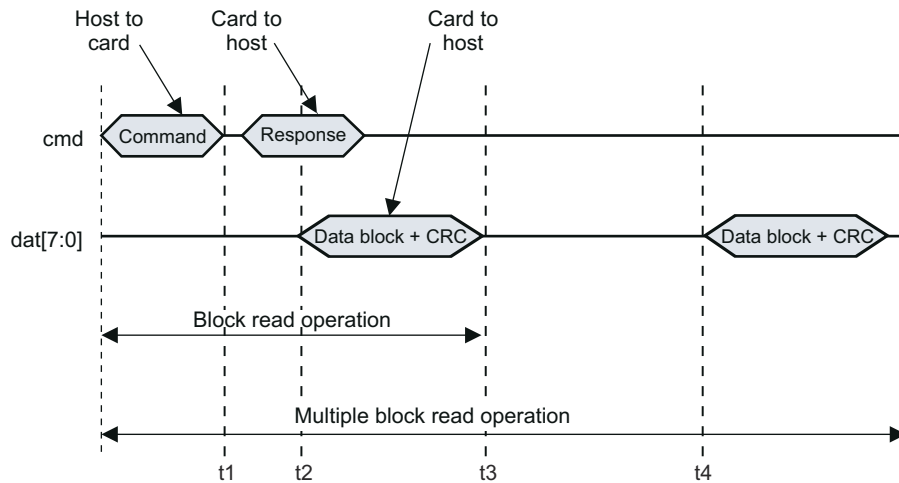 Host to
card
Card to
host
Card to
host
cmd
Command
Response
dat[7:0]
Data block + CRC
Data block + CRC
Block read operation
Multiple block read operation
t1
t2
t3
t4